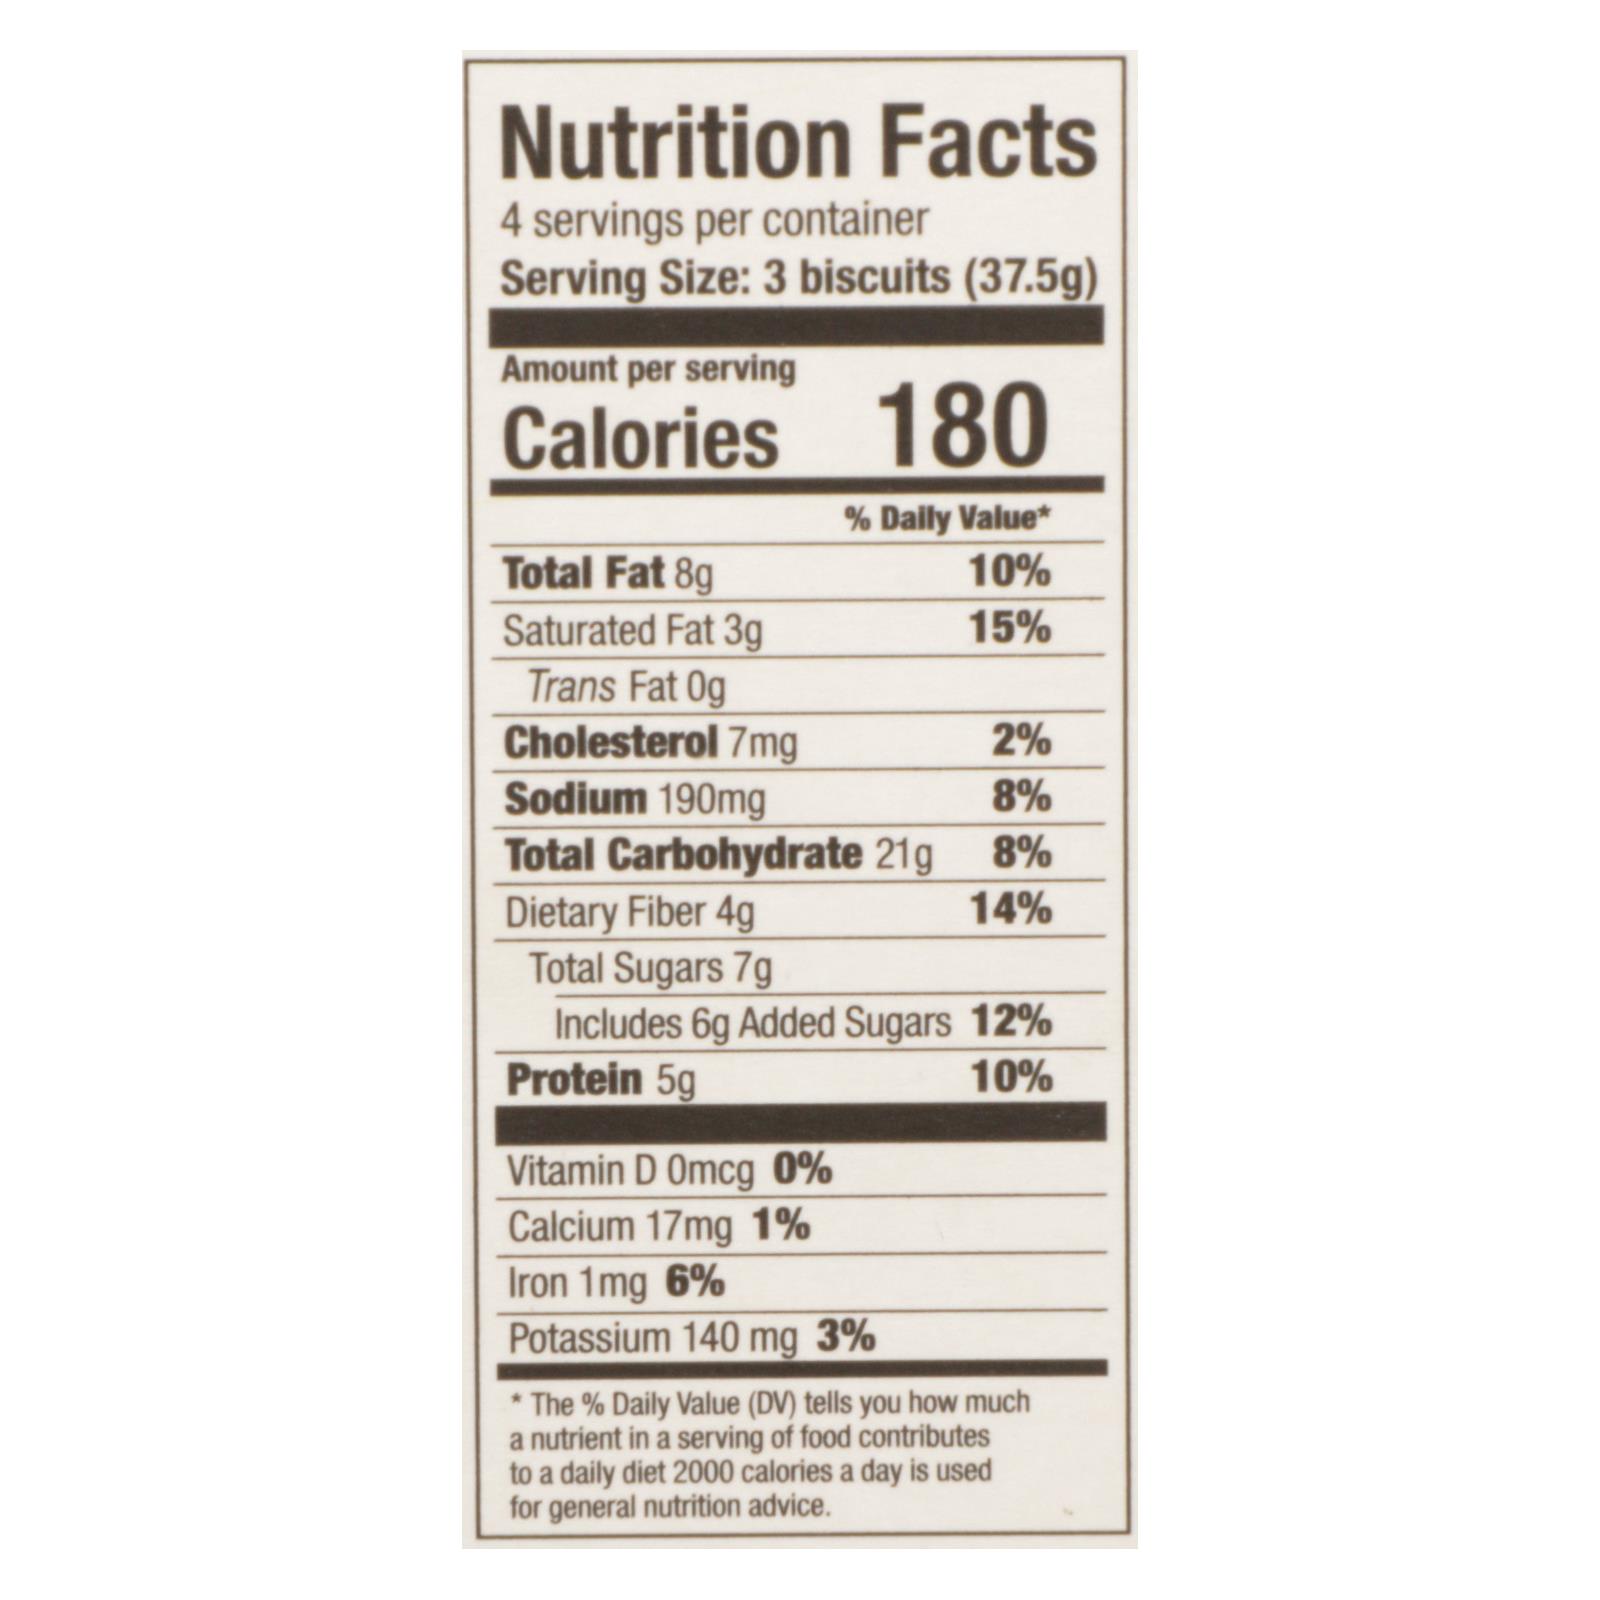 Nutrition Facts
4 servings per container
Serving Size: 3 biscuits (37.5g)
Amount per serving
Calories 180
% Daily Value*
Total Fat 8g 10%
Saturated Fat 3g 15%
Trans Fat 0g
Cholesterol 7mg 2%
Sodium 190mg 8%
Total Carbohydrate 21g 8%
Dietary Fiber 4g 14%
Total Sugars 7g
Includes 6g Added Sugars 12%
Protein 5g 10%
Vitamin D 0mcg 0%
Calcium 17mg 1%
Iron 1mg 6%
Potassium 140 mg 3%
* The % Daily Value (DV) tells you how much
a nutrient in a serving of food contributes
to a daily diet 2000 calories a day is used
for general nutrition advice.